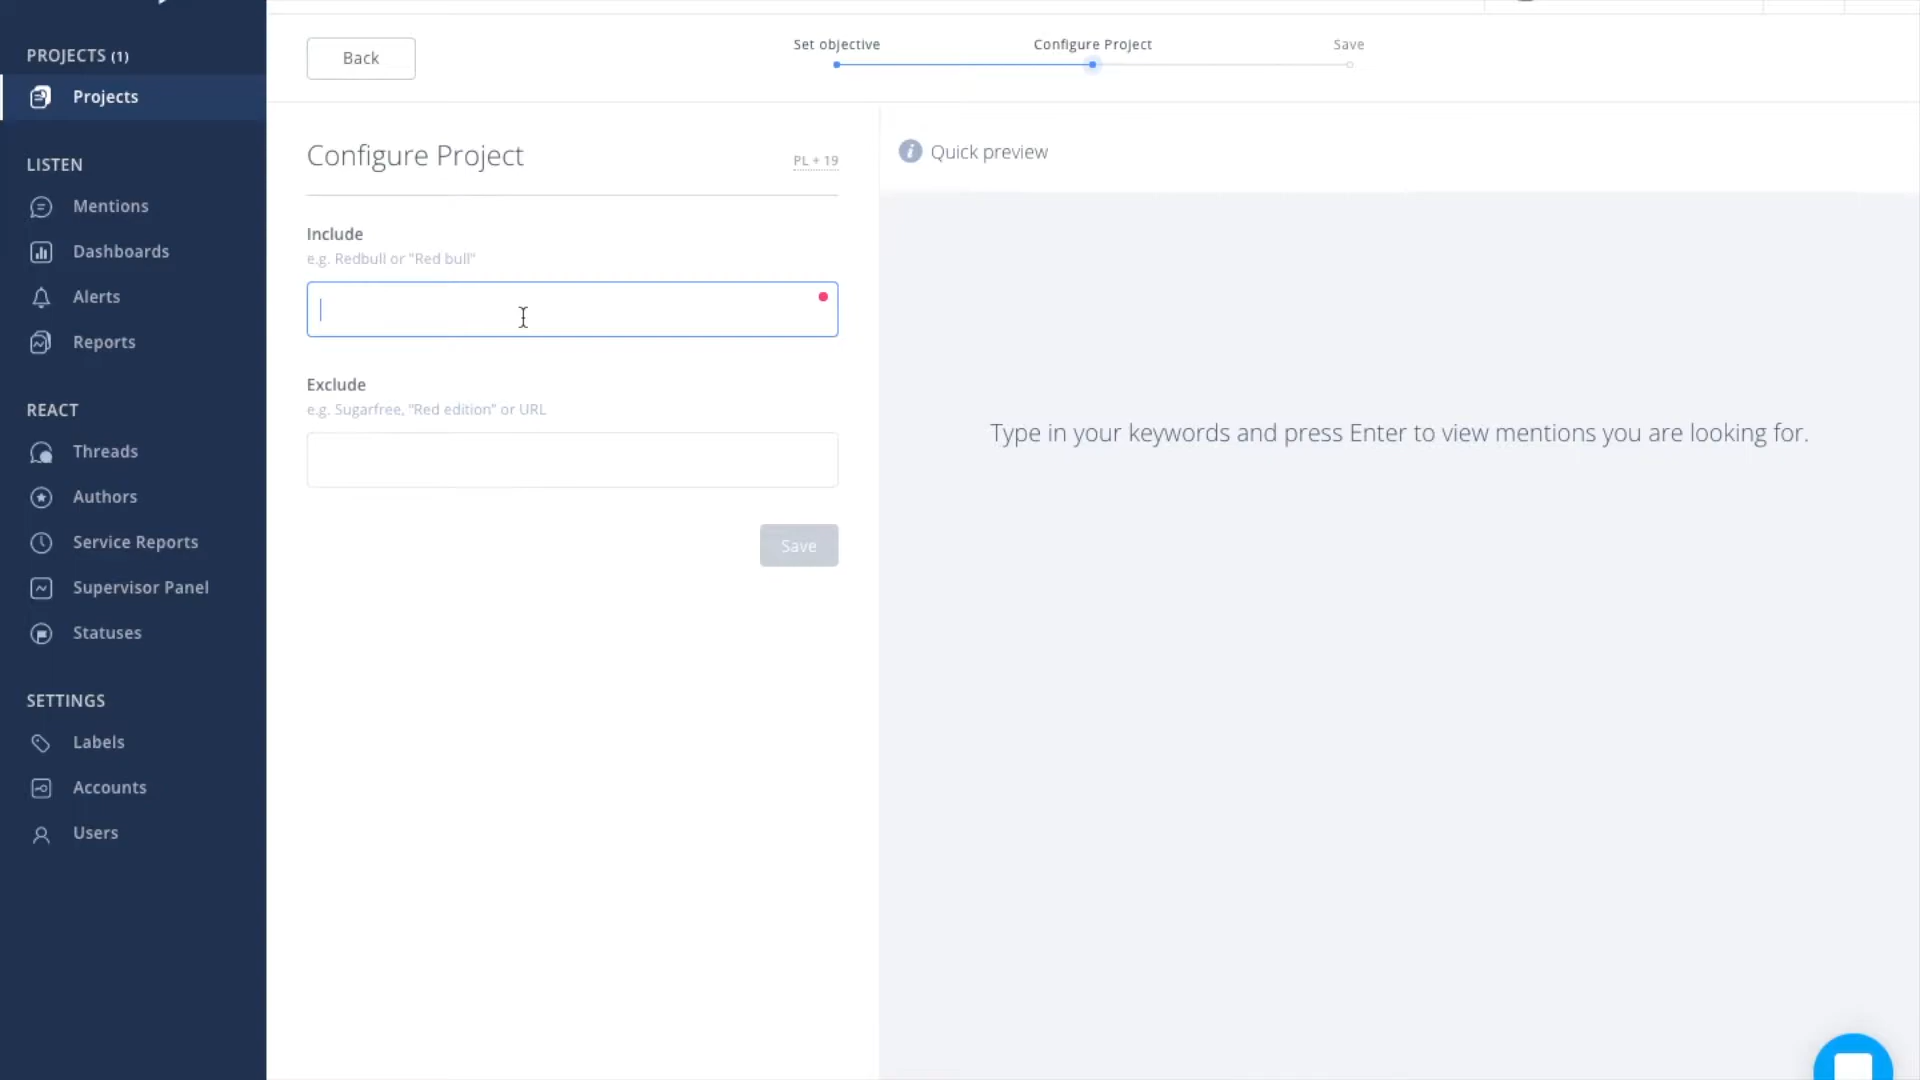 PROJECTS (1)
Projects
LISTEN
Mentions
Dashboards
Alerts
Reports
REACT
Threads
Authors
Service Reports
Supervisor Panel
Statuses
SETTINGS
Labels
Accounts
Users
Back
Set objective
Configure Project
Save
Configure Project
PL + 19
Include
e.g. Redbull or "Red bull"
Exclude
e.g. Sugarfree, "Red edition" or URL
Save
Quick preview
Type in your keywords and press Enter to view mentions you are looking for.